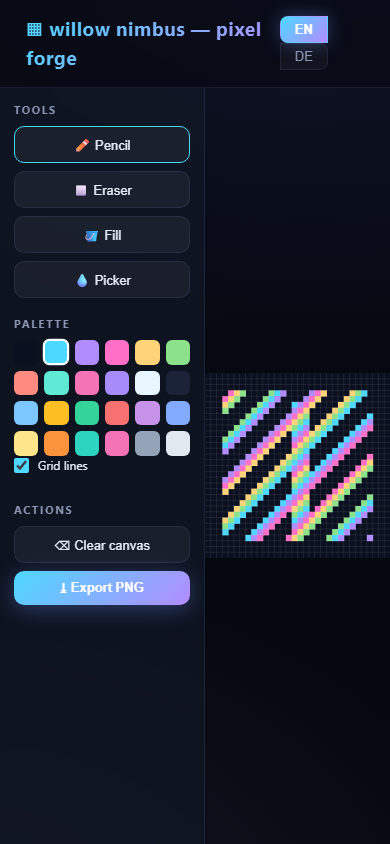 willow nimbus — pixel
forge
EN
DE
TOOLS
Pencil
Eraser
Fill
Picker
PALETTE
Grid lines
ACTIONS
⌫ Clear canvas
⤓ Export PNG